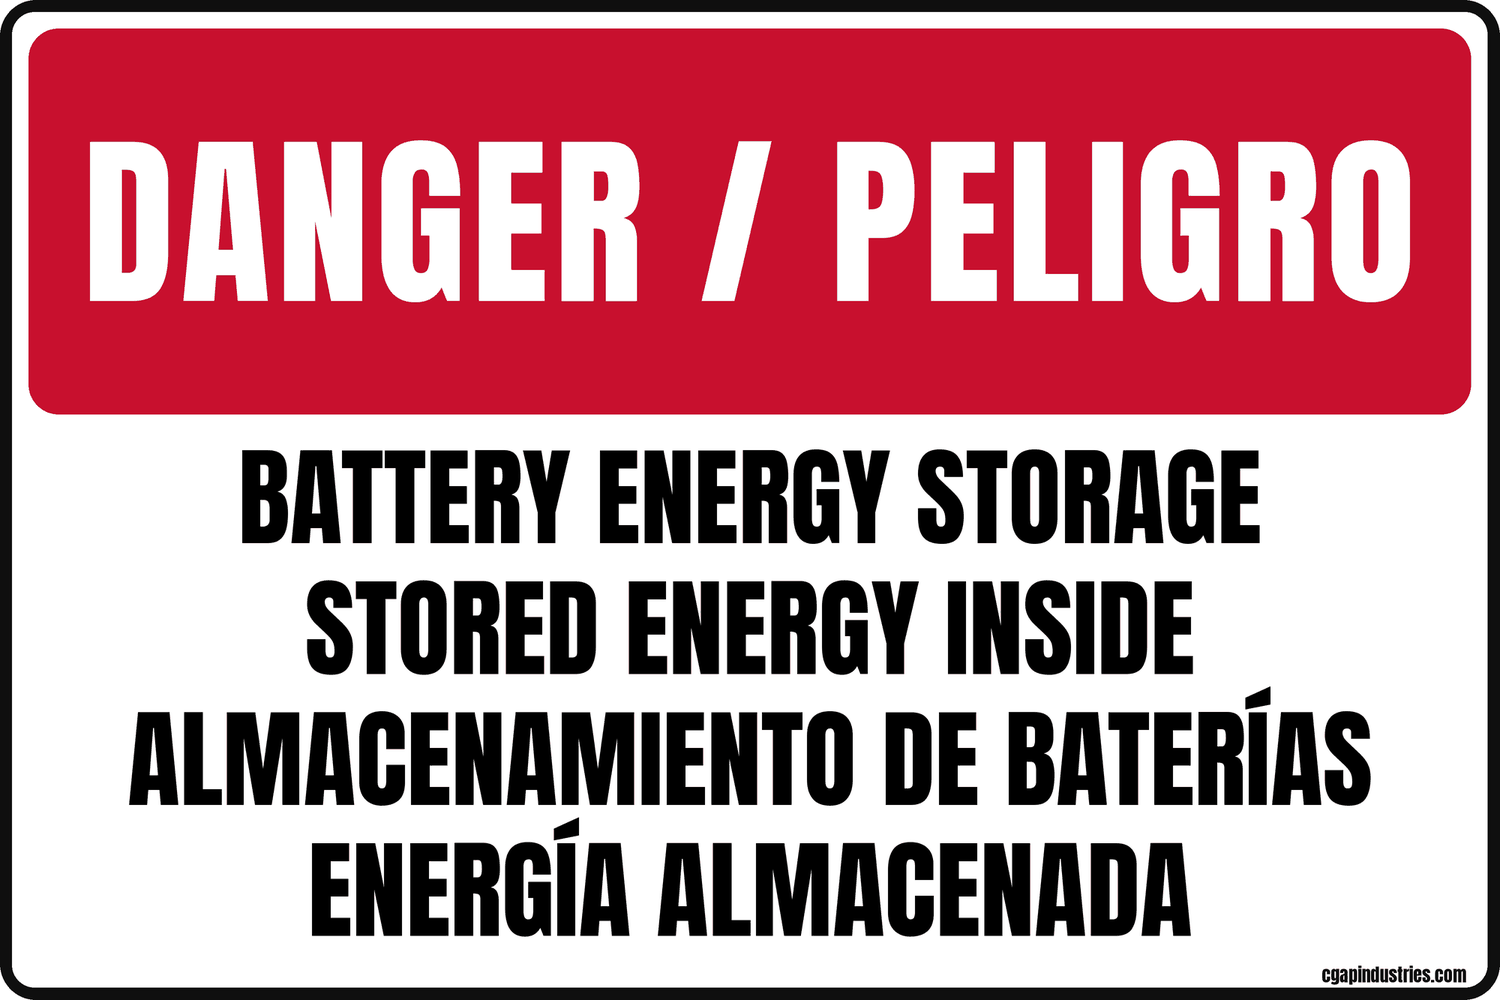 DANGER / PELIGRO
BATTERY ENERGY STORAGE
STORED ENERGY INSIDE
ALMACENAMIENTO DE BATERÍAS
ENERGÍA ALMACENADA
cgapindustries.com